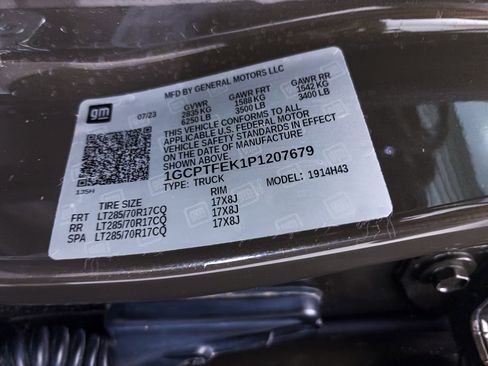 MFD BY GENERAL MOTORS LLC
gm
07/23
GVWR GAWR FRT GAWR RR
2835 KG 1588 KG 1542 KG
6250 LB 3500 LB 3400 LB
THIS VEHICLE CONFORMS TO ALL
APPLICABLE U.S. FEDERAL MOTOR
VEHICLE SAFETY STANDARDS IN EFFECT
ON THE DATE OF MANUFACTURE
SHOWN ABOVE.
1GCPTFEK1P1207679
TYPE: TRUCK MODEL: 1914H43
135H
TIRE SIZE RIM
FRT LT285/70R17CQ 17X8J
RR LT285/70R17CQ 17X8J
SPA LT285/70R17CQ 17X8J